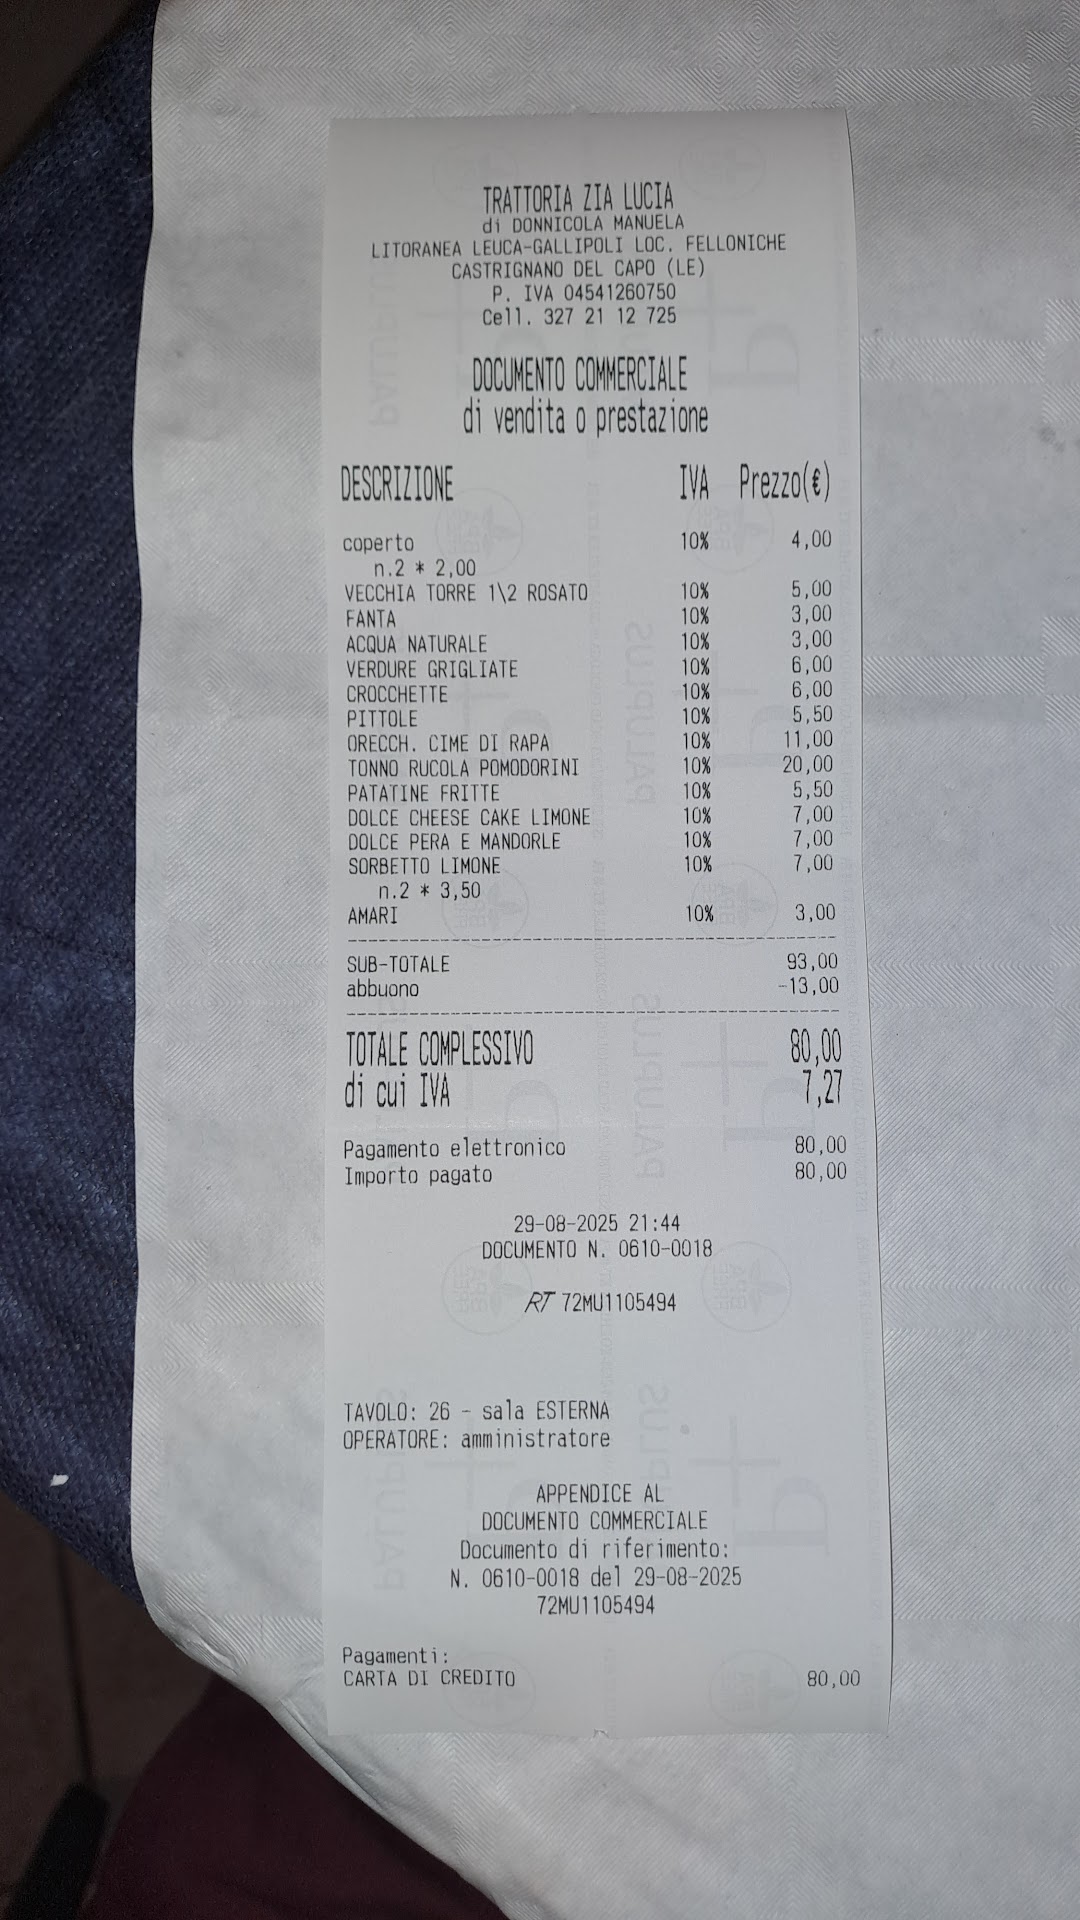 TRATTORIA ZIA LUCIA
di DONNICOLA MANUELA
LITORANEA LEUCA-GALLIPOLI LOC. FELLONICHE
CASTRIGNANO DEL CAPO (LE)
P. IVA 04541260750
Cell. 327 21 12 725
DOCUMENTO COMMERCIALE
di vendita o prestazione
DESCRIZIONE IVA Prezzo(€)
coperto 10% 4,00
n.2 * 2,00
VECCHIA TORRE 1\2 ROSATO 10% 5,00
FANTA 10% 3,00
ACQUA NATURALE 10% 3,00
VERDURE GRIGLIATE 10% 6,00
CROCCHETTE 10% 6,00
PITTOLE 10% 5,50
ORECCH. CIME DI RAPA 10% 11,00
TONNO RUCOLA POMODORINI 10% 20,00
PATATINE FRITTE 10% 5,50
DOLCE CHEESE CAKE LIMONE 10% 7,00
DOLCE PERA E MANDORLE 10% 7,00
SORBETTO LIMONE 10% 7,00
n.2 * 3,50
AMARI 10% 3,00
SUB-TOTALE 93,00
abbuono -13,00
TOTALE COMPLESSIVO 80,00
di cui IVA 7,27
Pagamento elettronico 80,00
Importo pagato 80,00
29-08-2025 21:44
DOCUMENTO N. 0610-0018
RT 72MU1105494
TAVOLO: 26 - sala ESTERNA
OPERATORE: amministratore
APPENDICE AL
DOCUMENTO COMMERCIALE
Documento di riferimento:
N. 0610-0018 del 29-08-2025
72MU1105494
Pagamenti:
CARTA DI CREDITO 80,00